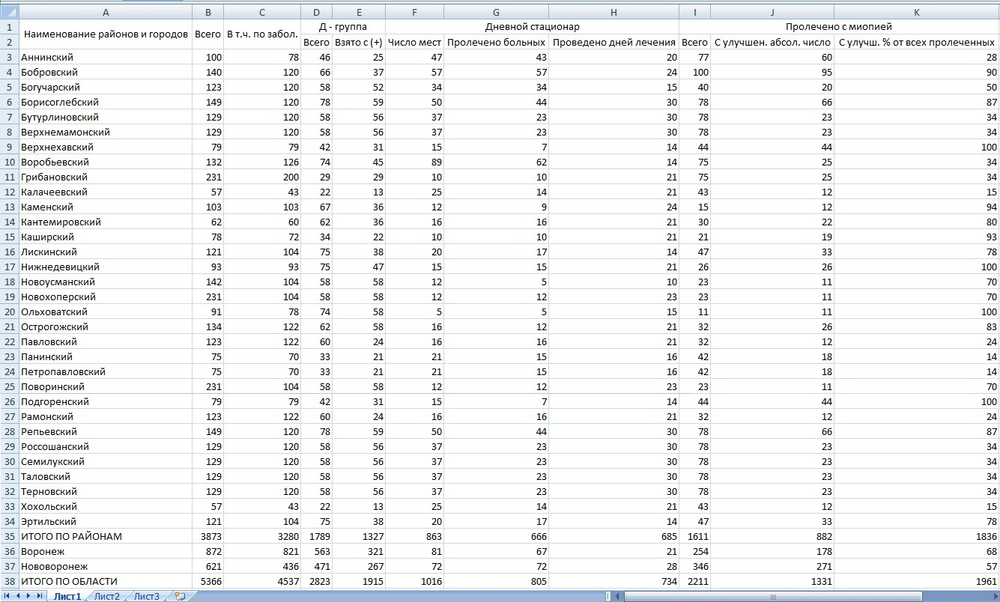 A B C D E F G H I J K
1 Наименование районов и городов Всего В т.ч. по забол. Д - группа Дневной стационар Пролечено с миопией
2 Всего Взято с (+) Число мест Пролечено больных Проведено дней лечения Всего С улучшен. абсол. число С улучш. % от всех пролеченных
3 Аннинский 100 78 46 25 47 43 20 77 60 28
4 Бобровский 140 120 66 37 57 57 24 100 95 90
5 Богучарский 123 120 58 52 34 34 15 40 20 50
6 Борисоглебский 149 120 78 59 50 44 30 78 66 87
7 Бутурлиновский 129 120 58 56 37 23 30 78 23 34
8 Верхнемамонский 129 120 58 56 37 23 30 78 23 34
9 Верхнехавский 79 79 42 31 15 7 14 44 44 100
10 Воробьевский 132 126 74 45 89 62 14 75 25 34
11 Грибановский 231 200 29 29 10 10 21 75 25 34
12 Калачеевский 57 43 22 13 25 14 21 43 12 15
13 Каменский 103 103 67 36 12 9 24 15 12 94
14 Кантемировский 62 60 62 36 16 16 21 30 22 80
15 Каширский 78 72 34 22 10 10 21 21 19 93
16 Лискинский 121 104 75 38 20 17 14 47 33 78
17 Нижнедевицкий 93 93 75 47 15 15 21 26 26 100
18 Новоусманский 142 104 58 58 12 5 10 23 11 70
19 Новохоперский 231 104 58 58 12 12 23 23 11 70
20 Ольховатский 91 78 74 58 5 5 15 11 11 100
21 Острогожский 134 122 62 58 16 12 21 32 26 83
22 Павловский 123 122 60 24 16 16 21 32 12 24
23 Панинский 75 70 33 21 21 15 16 42 18 14
24 Петропавловский 75 70 33 21 21 15 16 42 18 14
25 Поворинский 231 104 58 58 12 12 23 23 11 70
26 Подгоренский 79 79 42 31 15 7 14 44 44 100
27 Рамонский 123 122 60 24 16 16 21 32 12 24
28 Репьевский 149 120 78 59 50 44 30 78 66 87
29 Россошанский 129 120 58 56 37 23 30 78 23 34
30 Семилукский 129 120 58 56 37 23 30 78 23 34
31 Таловский 129 120 58 56 37 23 30 78 23 34
32 Терновский 129 120 58 56 37 23 30 78 23 34
33 Хохольский 57 43 22 13 25 14 21 43 12 15
34 Эртильский 121 104 75 38 20 17 14 47 33 78
35 ИТОГО ПО РАЙОНАМ 3873 3280 1789 1327 863 666 685 1611 882 1836
36 Воронеж 872 821 563 321 81 67 21 254 178 68
37 Нововоронеж 621 436 471 267 72 72 28 346 271 57
38 ИТОГО ПО ОБЛАСТИ 5366 4537 2823 1915 1016 805 734 2211 1331 1961
Лист1 Лист2 Лист3